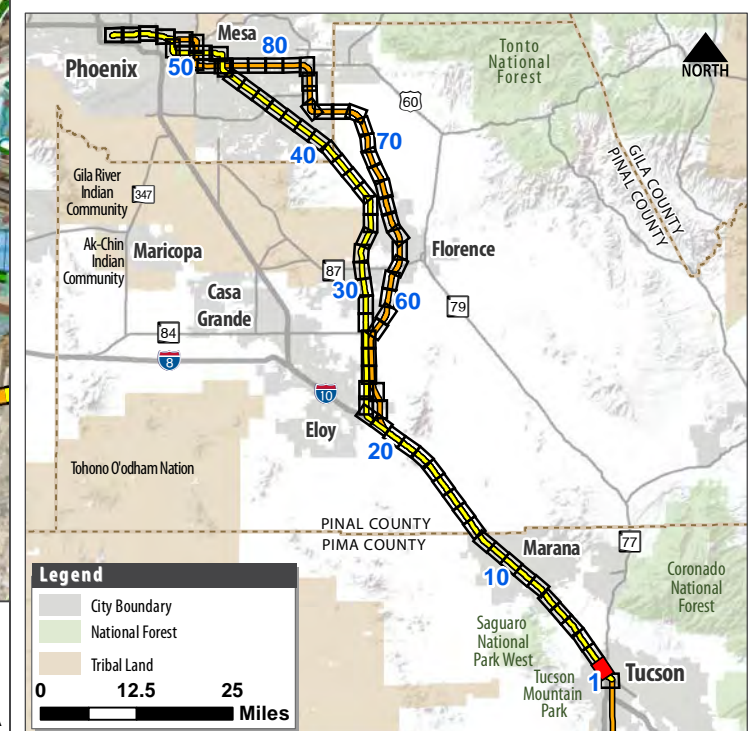 Mesa
80
Phoenix
50
Tonto
National
Forest
NORTH
60
70
40
GILA COUNTY
PINAL COUNTY
Gila River
Indian
Community
347
Ak-Chin
Indian
Community
Maricopa
Florence
87
Casa
Grande
30
60
79
84
8
10
Eloy
20
Tohono O'odham Nation
PINAL COUNTY
PIMA COUNTY
Marana
77
10
Coronado
National
Forest
Saguaro
National
Park West
Tucson
Mountain
Park
1
Tucson
Legend
City Boundary
National Forest
Tribal Land
0 12.5 25
Miles